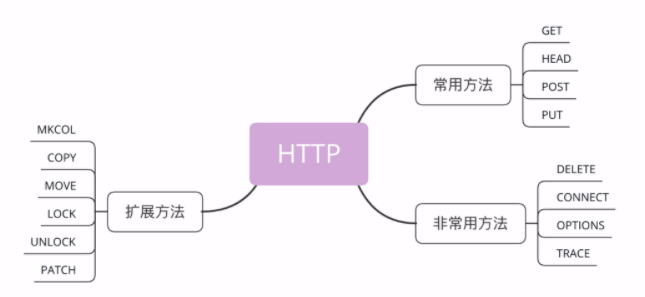 HTTP
常用方法
GET
HEAD
POST
PUT
非常用方法
DELETE
CONNECT
OPTIONS
TRACE
扩展方法
MKCOL
COPY
MOVE
LOCK
UNLOCK
PATCH